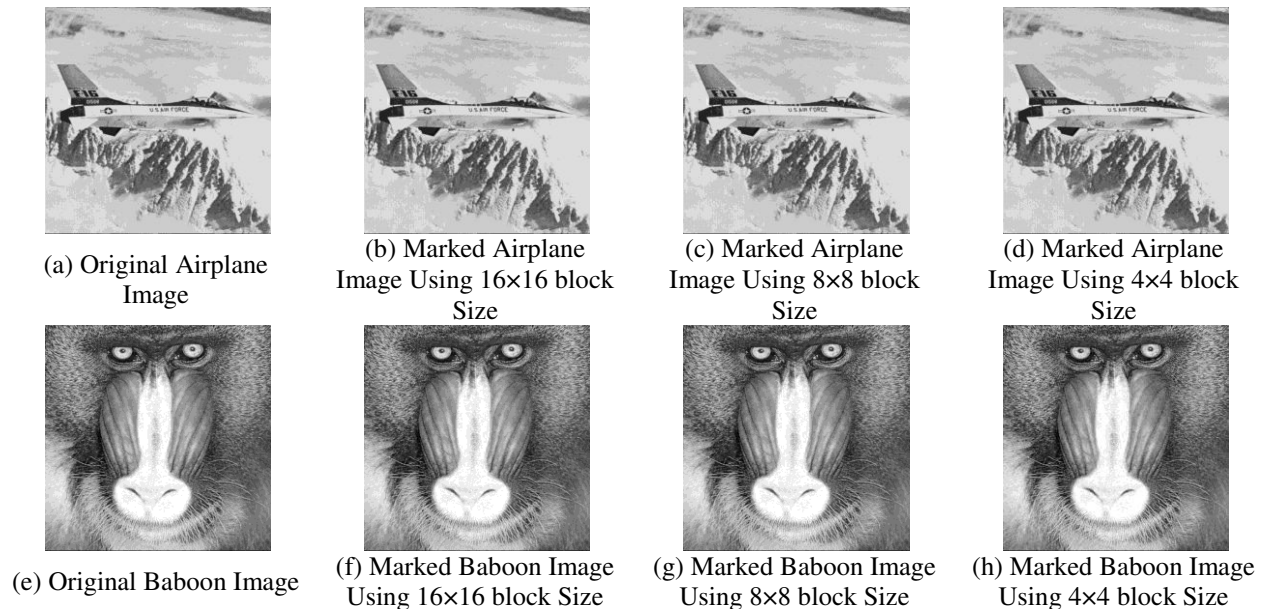 F16
U.S. AIR FORCE
F16
U.S. AIR FORCE
F16
U.S. AIR FORCE
F16
U.S. AIR FORCE
(a) Original Airplane
Image
(b) Marked Airplane
Image Using 16×16 block
Size
(c) Marked Airplane
Image Using 8×8 block
Size
(d) Marked Airplane
Image Using 4×4 block
Size
(e) Original Baboon Image
(f) Marked Baboon Image
Using 16×16 block Size
(g) Marked Baboon Image
Using 8×8 block Size
(h) Marked Baboon Image
Using 4×4 block Size